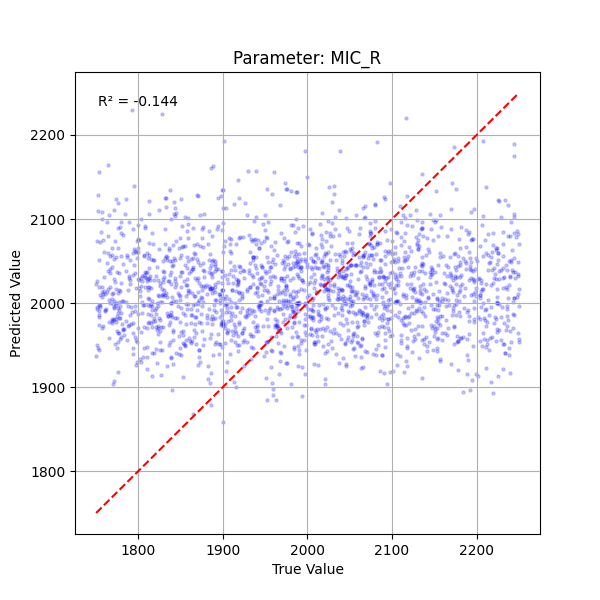 Parameter: MIC_R
R² = -0.144
2200
2100
2000
1900
1800
Predicted Value
1800 1900 2000 2100 2200
True Value